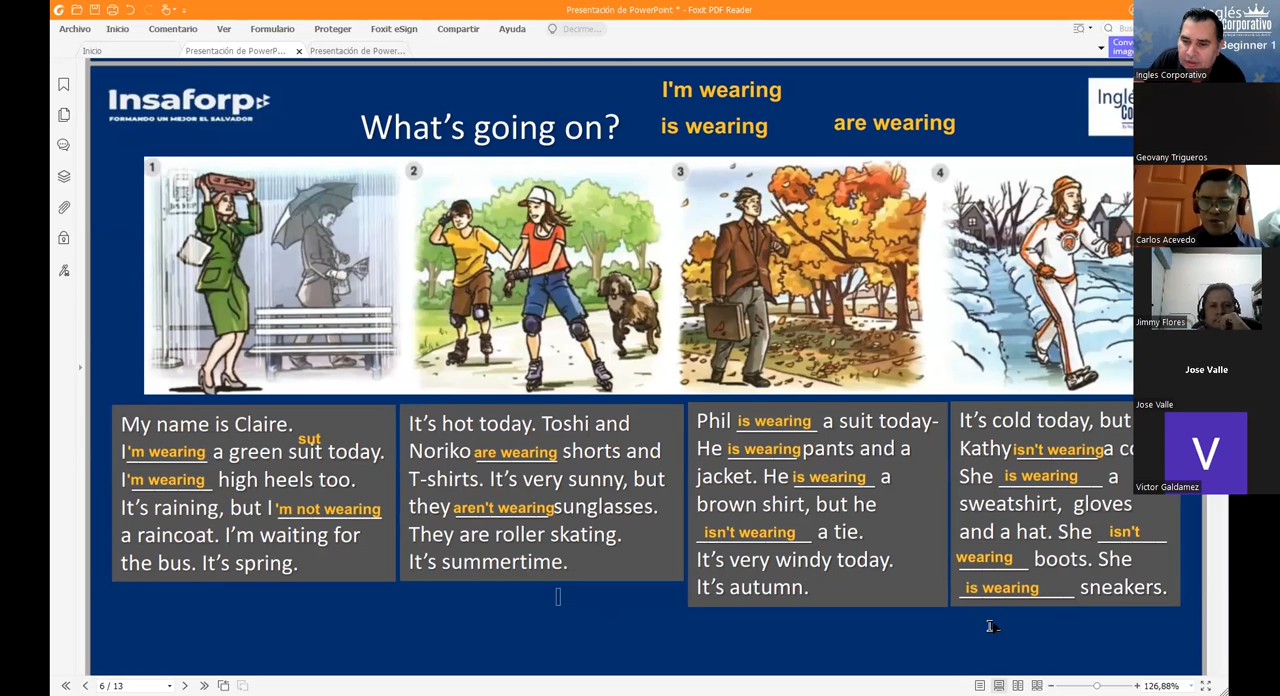 Presentación de PowerPoint * - Foxit PDF Reader
Archivo Inicio Comentario Ver Formulario Proteger Foxit eSign Compartir Ayuda Decirme...
Inicio Presentación de PowerP... × Presentación de Power...
Insaforp
FORMANDO UN MEJOR EL SALVADOR
What's going on?
I'm wearing
is wearing
are wearing
1
2
3
4
My name is Claire.
sut
I'm wearing a green suit today.
I'm wearing high heels too.
It's raining, but I'm not wearing
a raincoat. I'm waiting for
the bus. It's spring.
It's hot today. Toshi and
Noriko are wearing shorts and
T-shirts. It's very sunny, but
they aren't wearing sunglasses.
They are roller skating.
It's summertime.
Phil is wearing a suit today-
He is wearing pants and a
jacket. He is wearing a
brown shirt, but he
isn't wearing a tie.
It's very windy today.
It's autumn.
It's cold today, but
Kathy isn't wearing a
She is wearing a
sweatshirt, gloves
and a hat. She isn't
wearing boots. She
is wearing sneakers.
Inglés Corporativo
Beginner 1
Ingles Corporativo
Geovany Trigueros
Carlos Acevedo
Jimmy Flores
Jose Valle
Jose Valle
V
Victor Galdamez
6 / 13
126,88%